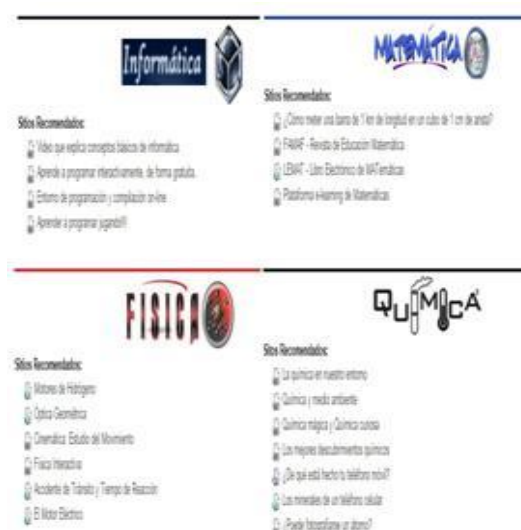 Informática
Sitios Recomendados:
Video que explica conceptos básicos de informática
Aprende a programar interactivamente, de forma gratuita.
Entorno de programación y compilación on-line
Aprender a programar jugando!!!
MATEMÁTICA
Sitios Recomendados:
¿Cómo meter una barra de 1 km de longitud en un cubo de 1 cm de arista?
FAMAF - Revista de Educación Matemática
LEMAT - Libro Electrónico de MATemáticas
Plataforma e-learning de Matemáticas
FISICA
Sitios Recomendados:
Motores de Hidrógeno
Óptica Geométrica
Cinemática: Estudio del Movimiento
Física Interactiva
Accidente de Tránsito y Tiempo de Reacción
El Motor Eléctrico
QUÍMICA
Sitios Recomendados:
La química en nuestro entorno
Química y medio ambiente
Química mágica y Química curiosa
Los mejores descubrimientos químicos
¿De qué está hecho tu teléfono móvil?
Los minerales de un teléfono celular
¿Puede fotografiarse un átomo?